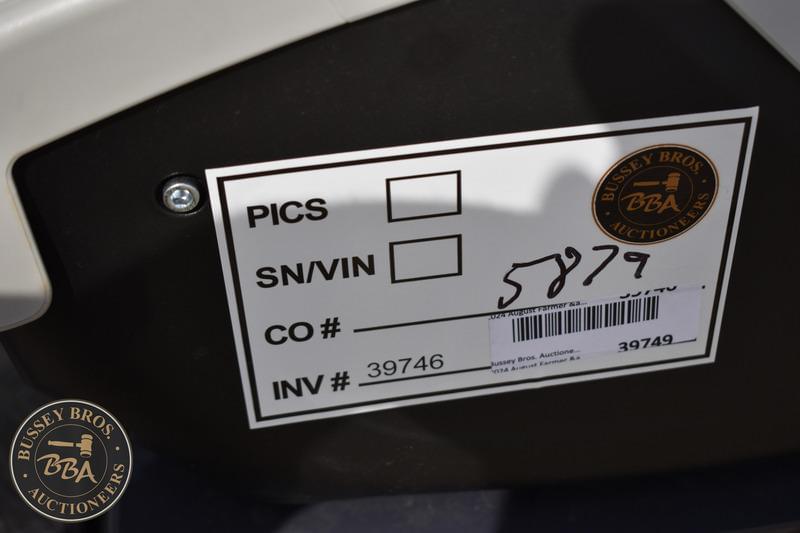 PICS
SN/VIN
CO #
INV # 39746
BUSSEY BROS.
BBA
AUCTIONEERS
5879
2024 August Farmer &a...
39746
Bussey Bros. Auctione...
39749
2024 August Farmer &a
BUSSEY BROS.
BBA
AUCTIONEERS